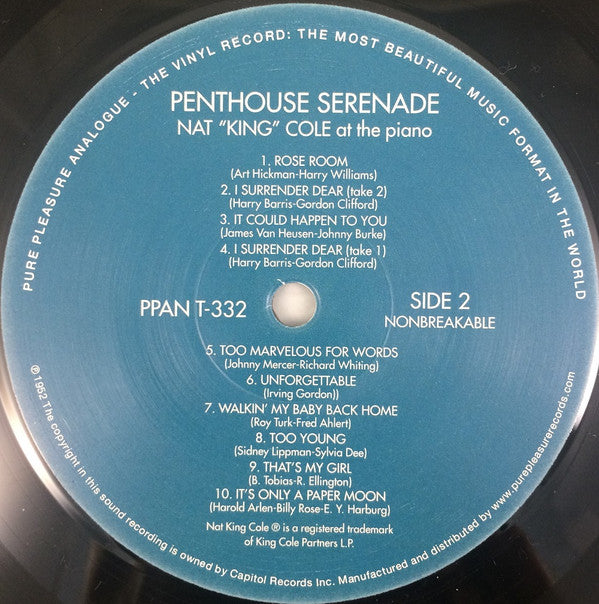 PURE PLEASURE ANALOGUE - THE VINYL RECORD: THE MOST BEAUTIFUL MUSIC FORMAT IN THE WORLD
PENTHOUSE SERENADE
NAT "KING" COLE at the piano
1. ROSE ROOM
(Art Hickman-Harry Williams)
2. I SURRENDER DEAR (take 2)
(Harry Barris-Gordon Clifford)
3. IT COULD HAPPEN TO YOU
(James Van Heusen-Johnny Burke)
4. I SURRENDER DEAR (take 1)
(Harry Barris-Gordon Clifford)
PPAN T-332
SIDE 2
NONBREAKABLE
5. TOO MARVELOUS FOR WORDS
(Johnny Mercer-Richard Whiting)
6. UNFORGETTABLE
(Irving Gordon))
7. WALKIN' MY BABY BACK HOME
(Roy Turk-Fred Ahlert)
8. TOO YOUNG
(Sidney Lippman-Sylvia Dee)
9. THAT'S MY GIRL
(B. Tobias-R. Ellington)
10. IT'S ONLY A PAPER MOON
(Harold Arlen-Billy Rose-E. Y. Harburg)
Nat King Cole ® is a registered trademark
of King Cole Partners L.P.
℗ 1952 The copyright in this sound recording is owned by Capitol Records Inc. Manufactured and distributed by www.purepleasurerecords.com